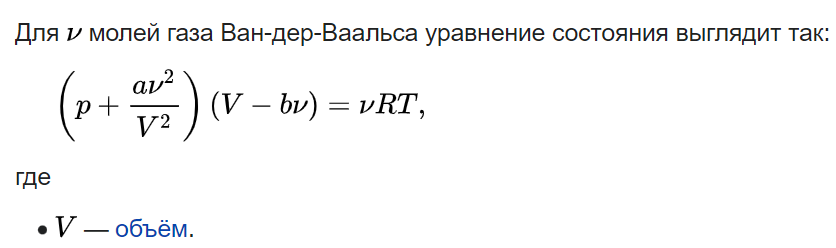 Для ν молей газа Ван-дер-Ваальса уравнение состояния выглядит так:
(p + aν²/V²) (V − bν) = νRT,
где
• V — объём.